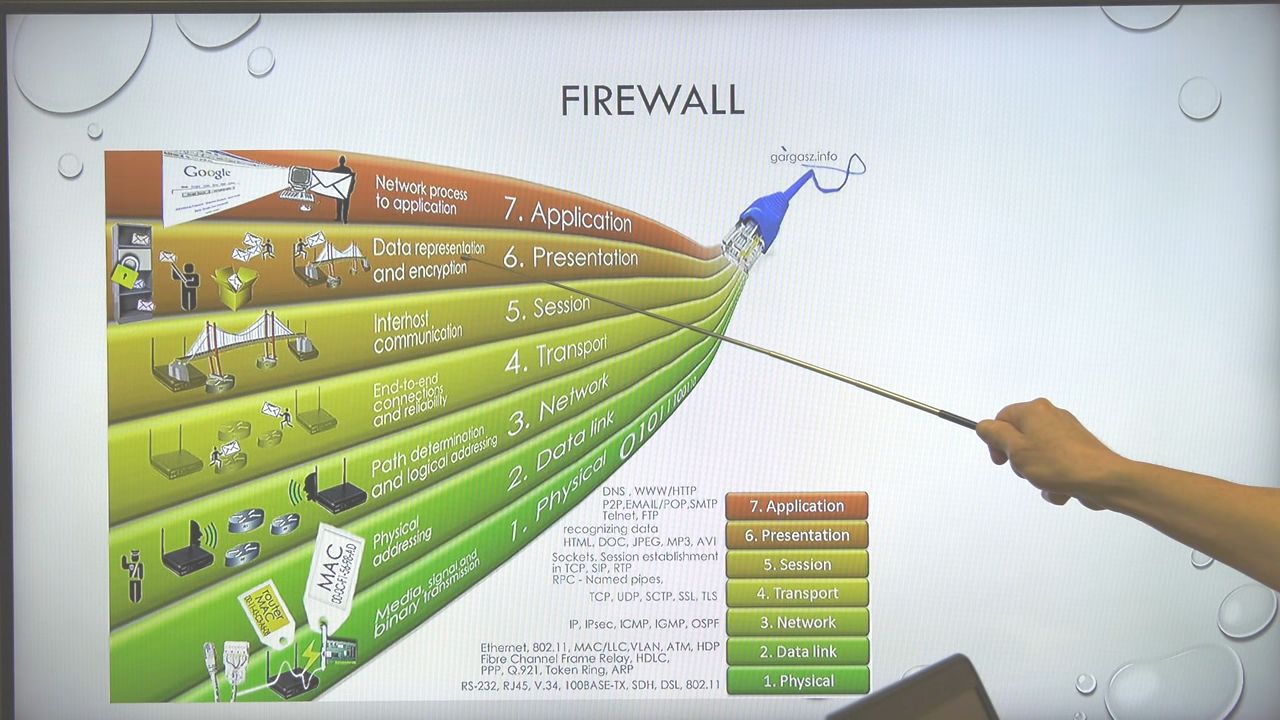 FIREWALL
gargasz.info
Google
Network process
to application
7. Application
Data representation
and encryption
6. Presentation
Interhost
communication
5. Session
End-to-end
connections
and reliability
4. Transport
Path determination
and logical addressing
3. Network
Physical
addressing
2. Data link
Media, signal and
binary transmission
1. Physical
MAC
router
MAC
DNS , WWW/HTTP
P2P,EMAIL/POP,SMTP
Telnet, FTP
7. Application
recognizing data
HTML, DOC, JPEG, MP3, AVI
6. Presentation
Sockets, Session establishment
in TCP, SIP, RTP
RPC - Named pipes,
5. Session
TCP, UDP, SCTP, SSL, TLS
4. Transport
IP, IPsec, ICMP, IGMP, OSPF
3. Network
Ethernet, 802.11, MAC/LLC,VLAN, ATM, HDP
Fibre Channel Frame Relay, HDLC,
PPP, Q.921, Token Ring, ARP
2. Data link
RS-232, RJ45, V.34, 100BASE-TX, SDH, DSL, 802.11
1. Physical